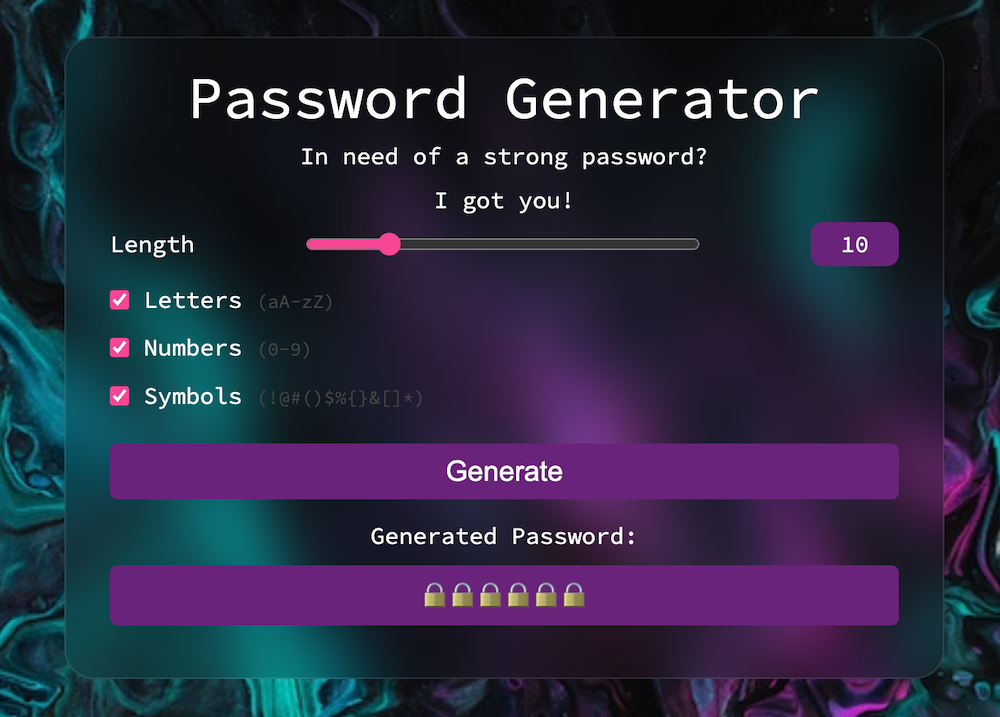 Password Generator
In need of a strong password?
I got you!
Length 10
Letters (aA-zZ)
Numbers (0-9)
Symbols (!@#()$%{}&[]*)
Generate
Generated Password:
🔒🔒🔒🔒🔒🔒